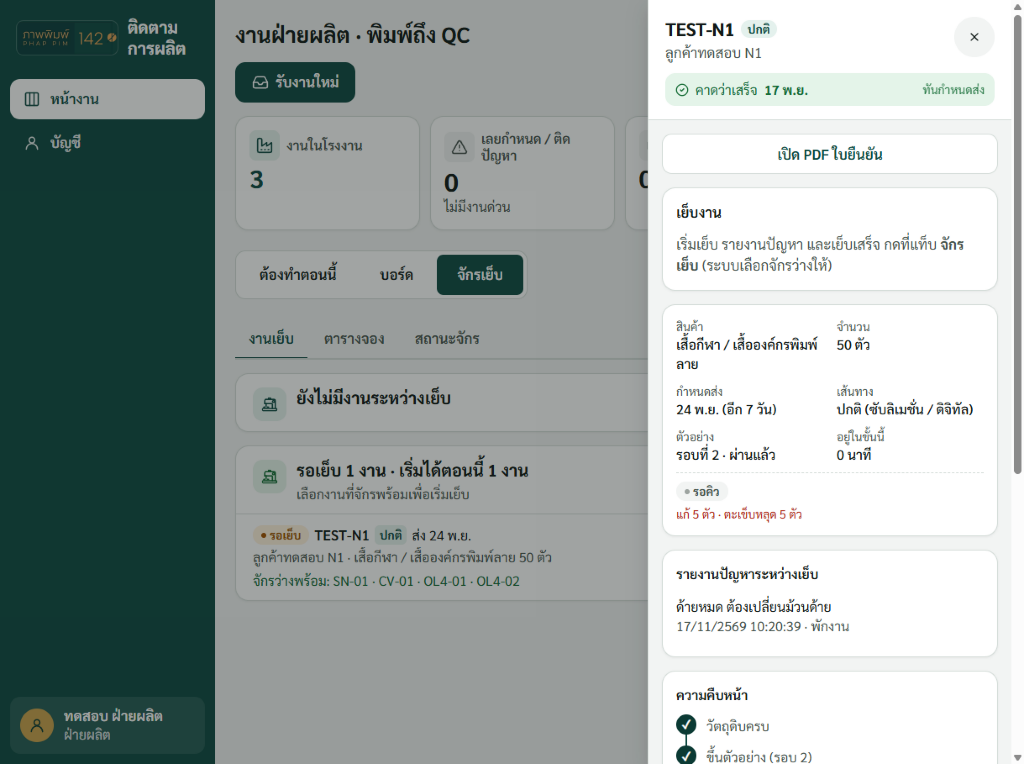 ภาพพิมพ์
PHAP PIM
142
ติดตาม
การผลิต
หน้างาน
บัญชี
ทดสอบ ฝ่ายผลิต
ฝ่ายผลิต
งานฝ่ายผลิต · พิมพ์ถึง QC
รับงานใหม่
งานในโรงงาน
3
เลยกำหนด / ติด
ปัญหา
0
ไม่มีงานด่วน
0
ต้องทำตอนนี้
บอร์ด
จักรเย็บ
งานเย็บ
ตารางจอง
สถานะจักร
ยังไม่มีงานระหว่างเย็บ
รอเย็บ 1 งาน · เริ่มได้ตอนนี้ 1 งาน
เลือกงานที่จักรพร้อมเพื่อเริ่มเย็บ
รอเย็บ TEST-N1 ปกติ ส่ง 24 พ.ย.
ลูกค้าทดสอบ N1 · เสื้อกีฬา / เสื้อองค์กรพิมพ์ลาย 50 ตัว
จักรว่างพร้อม: SN-01 · CV-01 · OL4-01 · OL4-02
TEST-N1 ปกติ
ลูกค้าทดสอบ N1
คาดว่าเสร็จ 17 พ.ย. ทันกำหนดส่ง
เปิด PDF ใบยืนยัน
เย็บงาน
เริ่มเย็บ รายงานปัญหา และเย็บเสร็จ กดที่แท็บ จักร
เย็บ (ระบบเลือกจักรว่างให้)
สินค้า
เสื้อกีฬา / เสื้อองค์กรพิมพ์
ลาย
จำนวน
50 ตัว
กำหนดส่ง
24 พ.ย. (อีก 7 วัน)
เส้นทาง
ปกติ (ซับลิเมชั่น / ดิจิทัล)
ตัวอย่าง
รอบที่ 2 · ผ่านแล้ว
อยู่ในขั้นนี้
0 นาที
รอคิว
แก้ 5 ตัว · ตะเข็บหลุด 5 ตัว
รายงานปัญหาระหว่างเย็บ
ด้ายหมด ต้องเปลี่ยนม้วนด้าย
17/11/2569 10:20:39 · พักงาน
ความคืบหน้า
วัตถุดิบครบ
ขึ้นตัวอย่าง (รอบ 2)